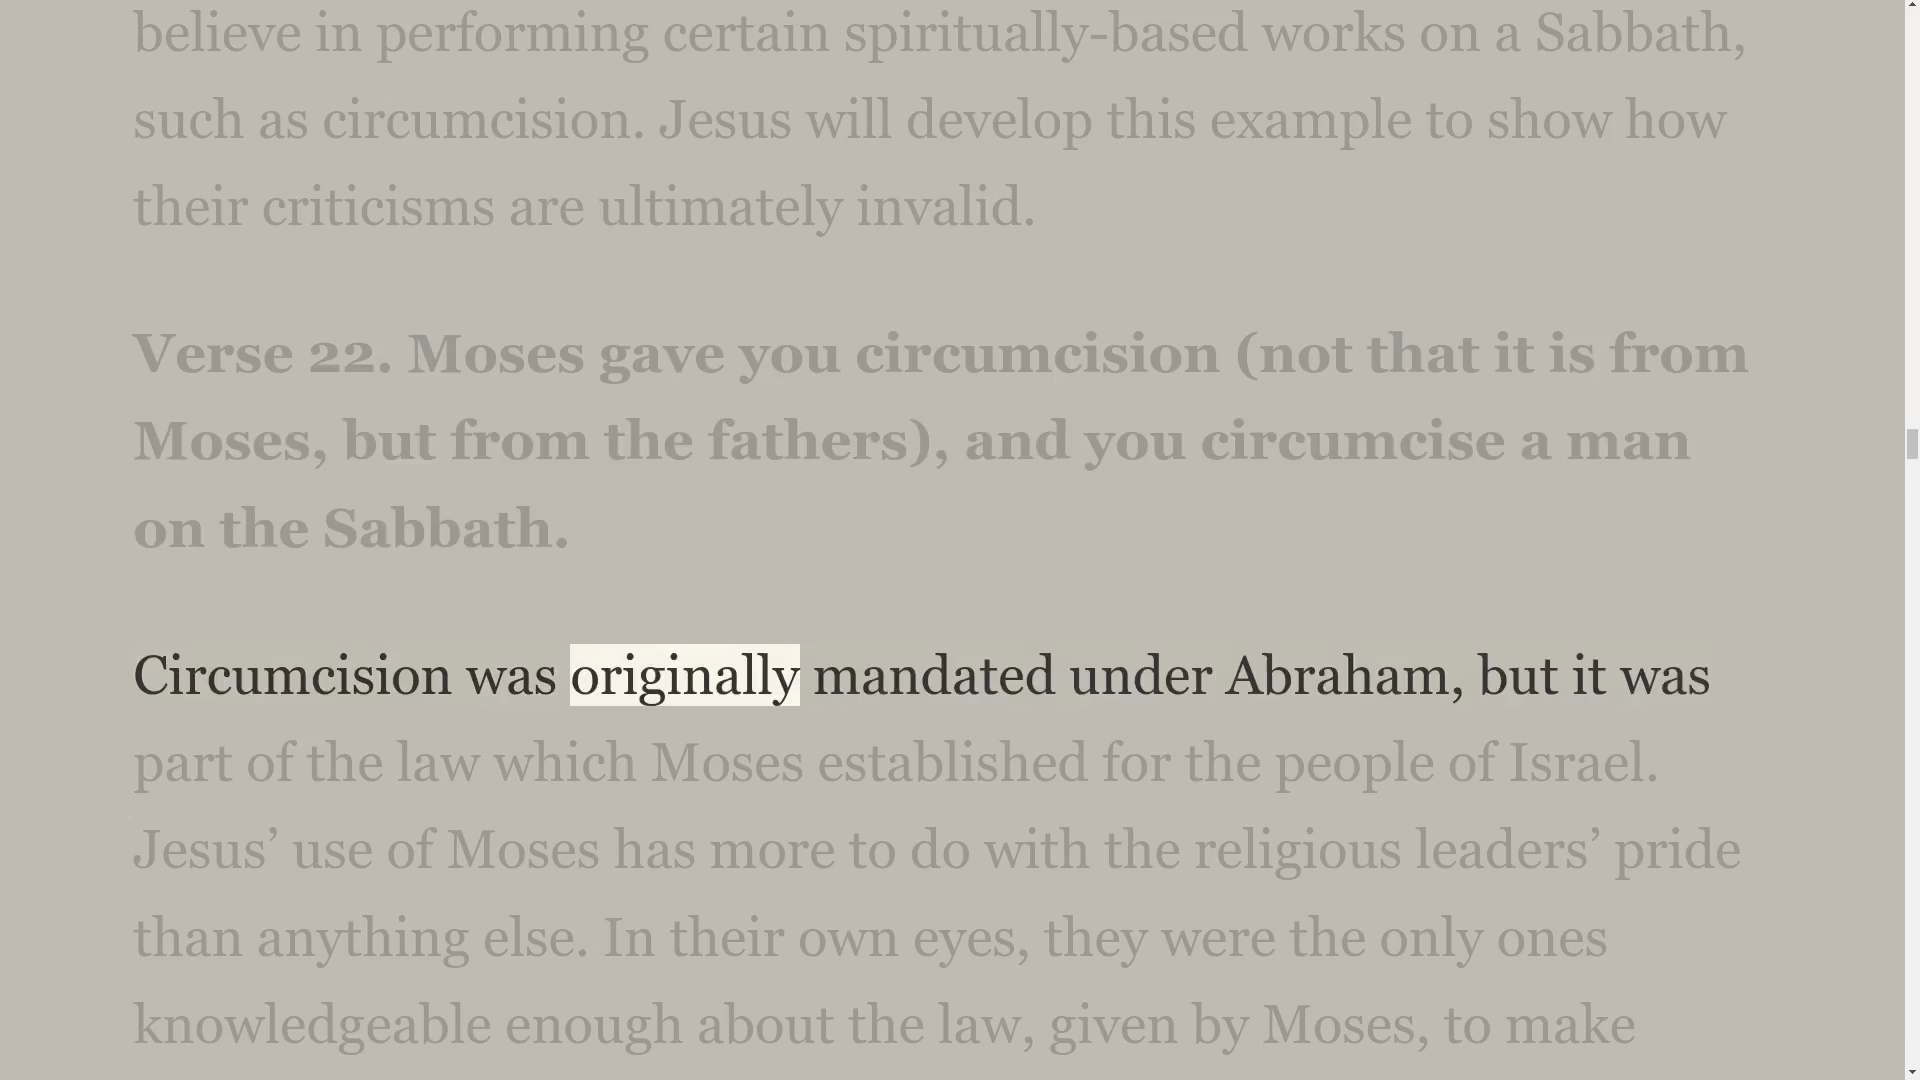 believe in performing certain spiritually-based works on a Sabbath,
such as circumcision. Jesus will develop this example to show how
their criticisms are ultimately invalid.
Verse 22. Moses gave you circumcision (not that it is from
Moses, but from the fathers), and you circumcise a man
on the Sabbath.
Circumcision was originally mandated under Abraham, but it was
part of the law which Moses established for the people of Israel.
Jesus’ use of Moses has more to do with the religious leaders’ pride
than anything else. In their own eyes, they were the only ones
knowledgeable enough about the law, given by Moses, to make